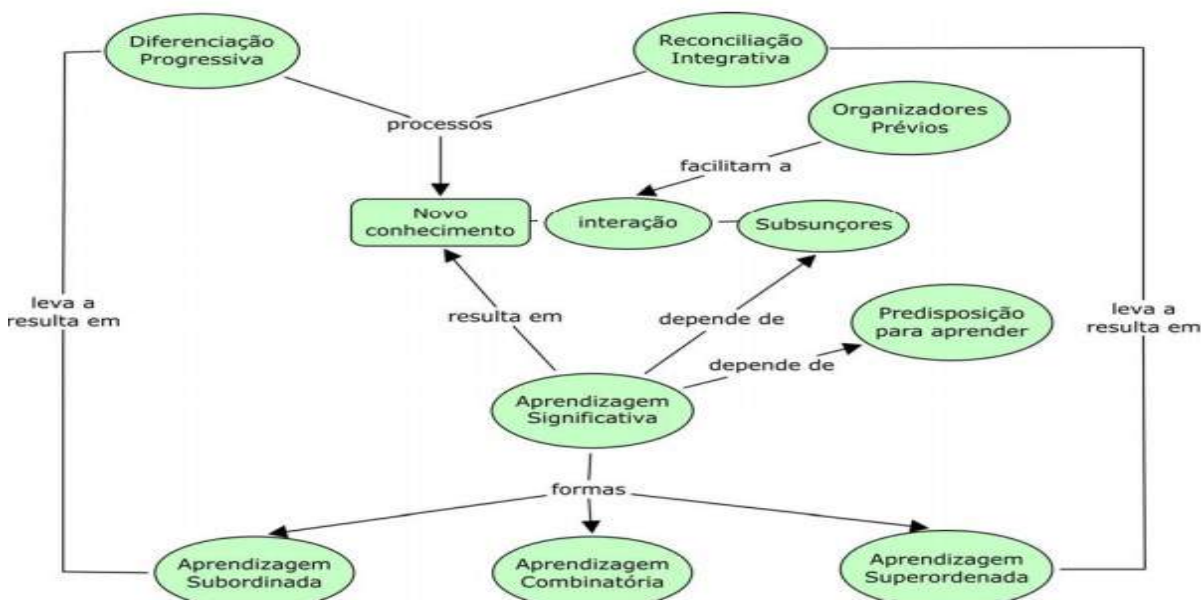 Diferenciação
Progressiva
Reconciliação
Integrativa
Organizadores
Prévios
processos
facilitam a
Novo
conhecimento
interação
Subsunçores
leva a
resulta em
resulta em
depende de
Predisposição
para aprender
leva a
resulta em
depende de
Aprendizagem
Significativa
formas
Aprendizagem
Subordinada
Aprendizagem
Combinatória
Aprendizagem
Superordenada